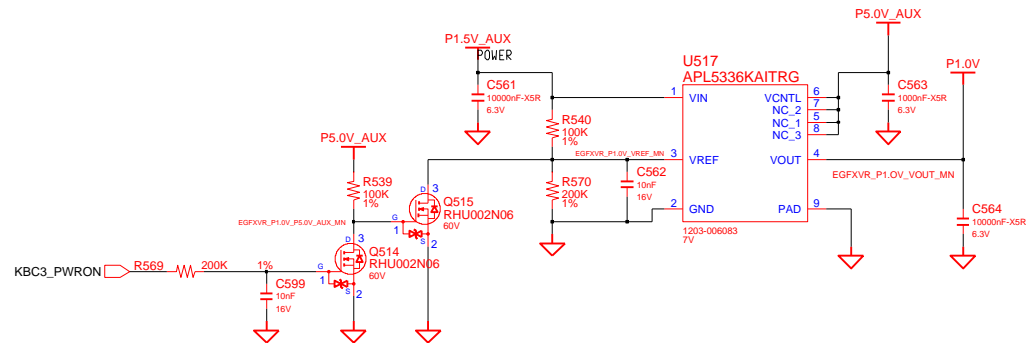 P5.0V_AUX
P1.5V_AUX
POWER
P1.0V
U517
APL5336KAITRG
C561
10000nF-X5R
6.3V
1
VIN
VCNTL
6
NC_2
7
NC_1
5
NC_3
8
C563
10000nF-X5R
6.3V
R540
100K
1%
P5.0V_AUX
EGFXVR_P1.0V_VREF_MN
3
VREF
VOUT
4
EGFXVR_P1.0V_VOUT_MN
R539
100K
1%
D
3
Q515
RHU002N06
60V
G
1
S
2
R570
200K
1%
C562
10nF
16V
2
GND
PAD
9
1203-006083
7V
C564
10000nF-X5R
6.3V
EGFXVR_P1.0V_P5.0V_AUX_MN
D
3
Q514
RHU002N06
60V
G
1
S
2
KBC3_PWRON
R569
200K
1%
C599
10nF
16V